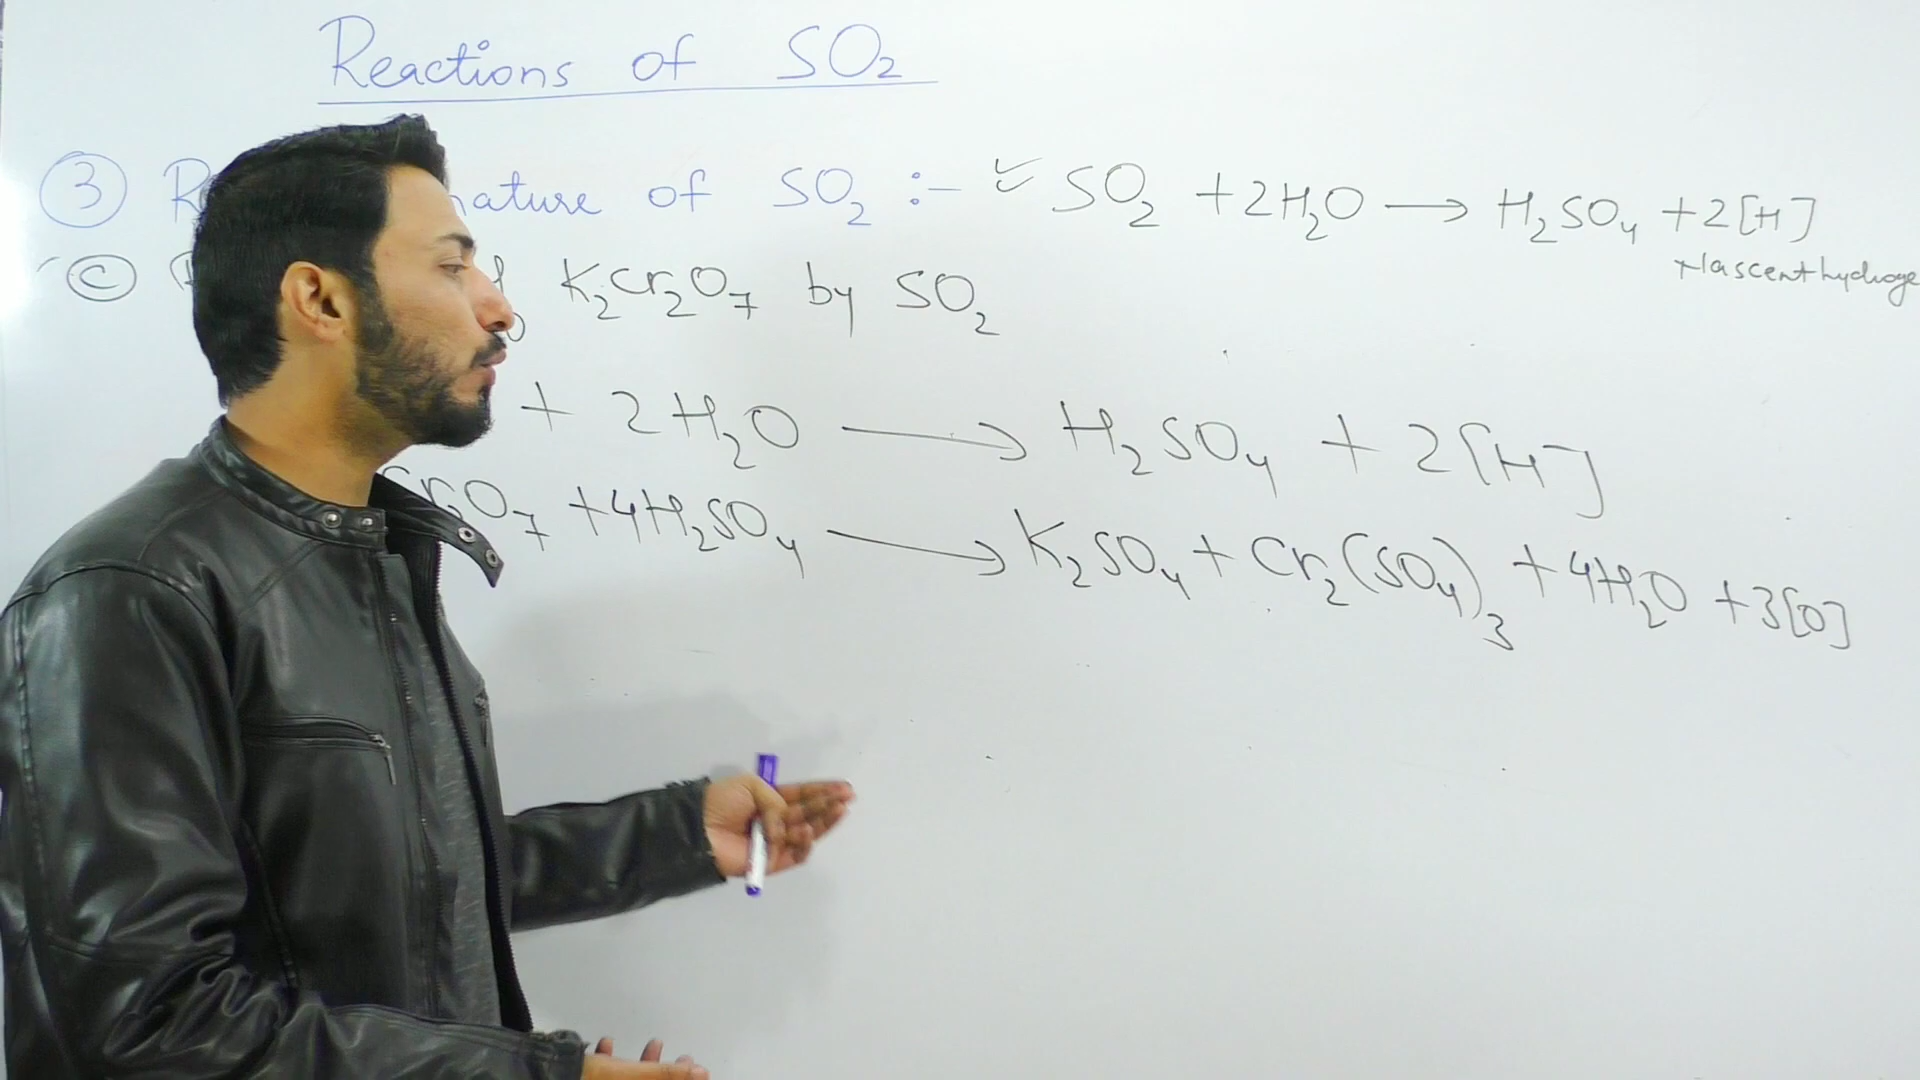 Reactions of SO₂
③ nature of SO₂ :- SO₂ + 2H₂O → H₂SO₄ + 2[H]
Nascent hydroge
ⓒ K₂Cr₂O₇ by SO₂
+ 2H₂O → H₂SO₄ + 2[H]
O₇ + 4H₂SO₄ → K₂SO₄ + Cr₂(SO₄)₃ + 4H₂O + 3[O]